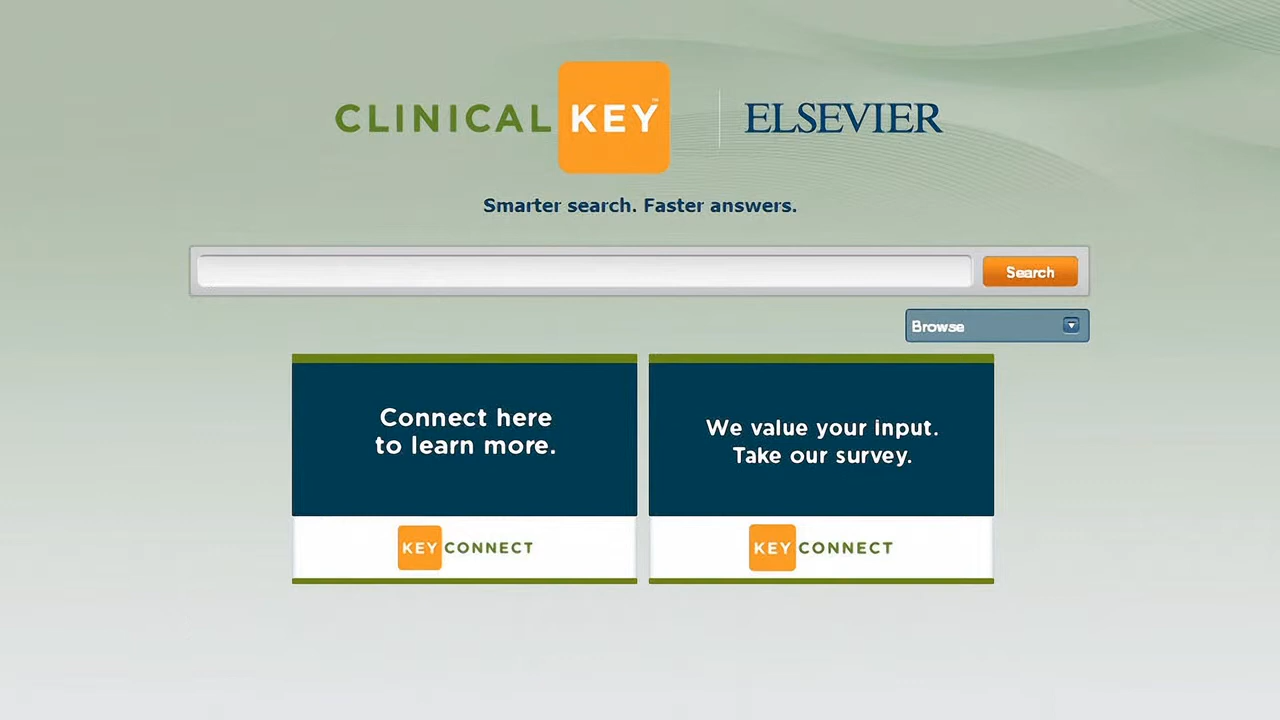 CLINICAL KEY™ ELSEVIER
Smarter search. Faster answers.
Search
Browse
Connect here
to learn more.
KEY CONNECT
We value your input.
Take our survey.
KEY CONNECT